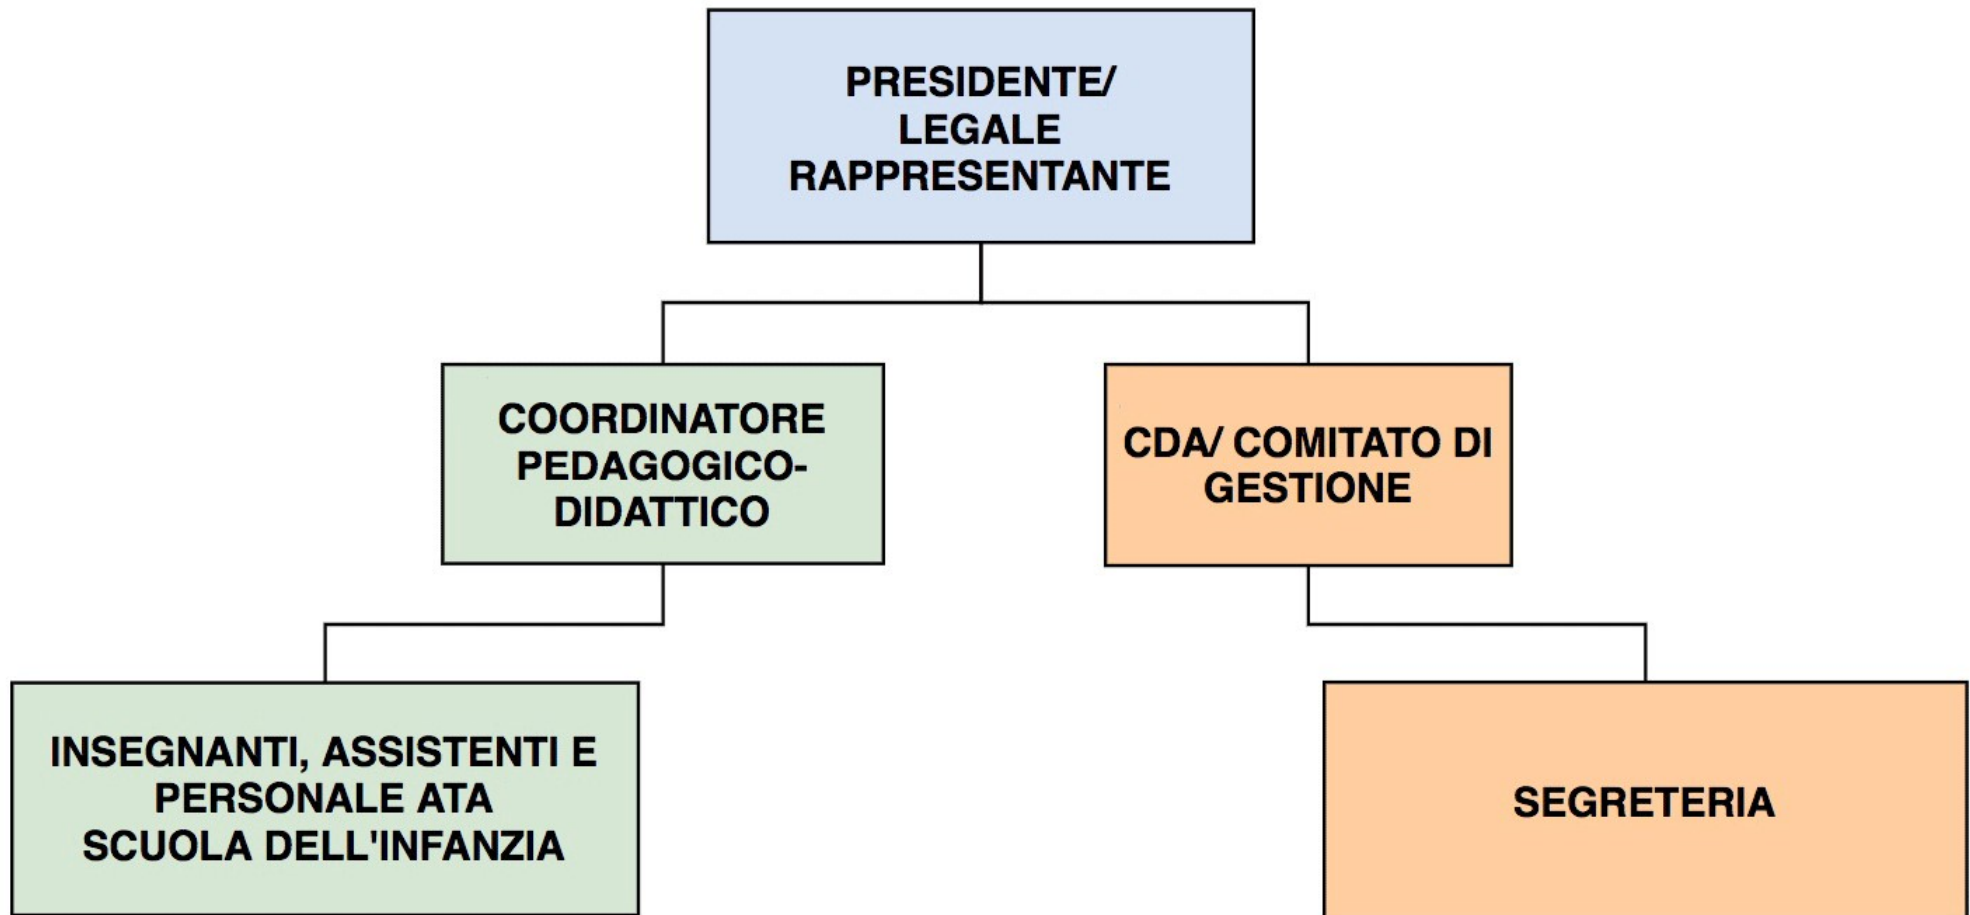 PRESIDENTE/
LEGALE
RAPPRESENTANTE
COORDINATORE
PEDAGOGICO-
DIDATTICO
CDA/ COMITATO DI
GESTIONE
INSEGNANTI, ASSISTENTI E
PERSONALE ATA
SCUOLA DELL'INFANZIA
SEGRETERIA